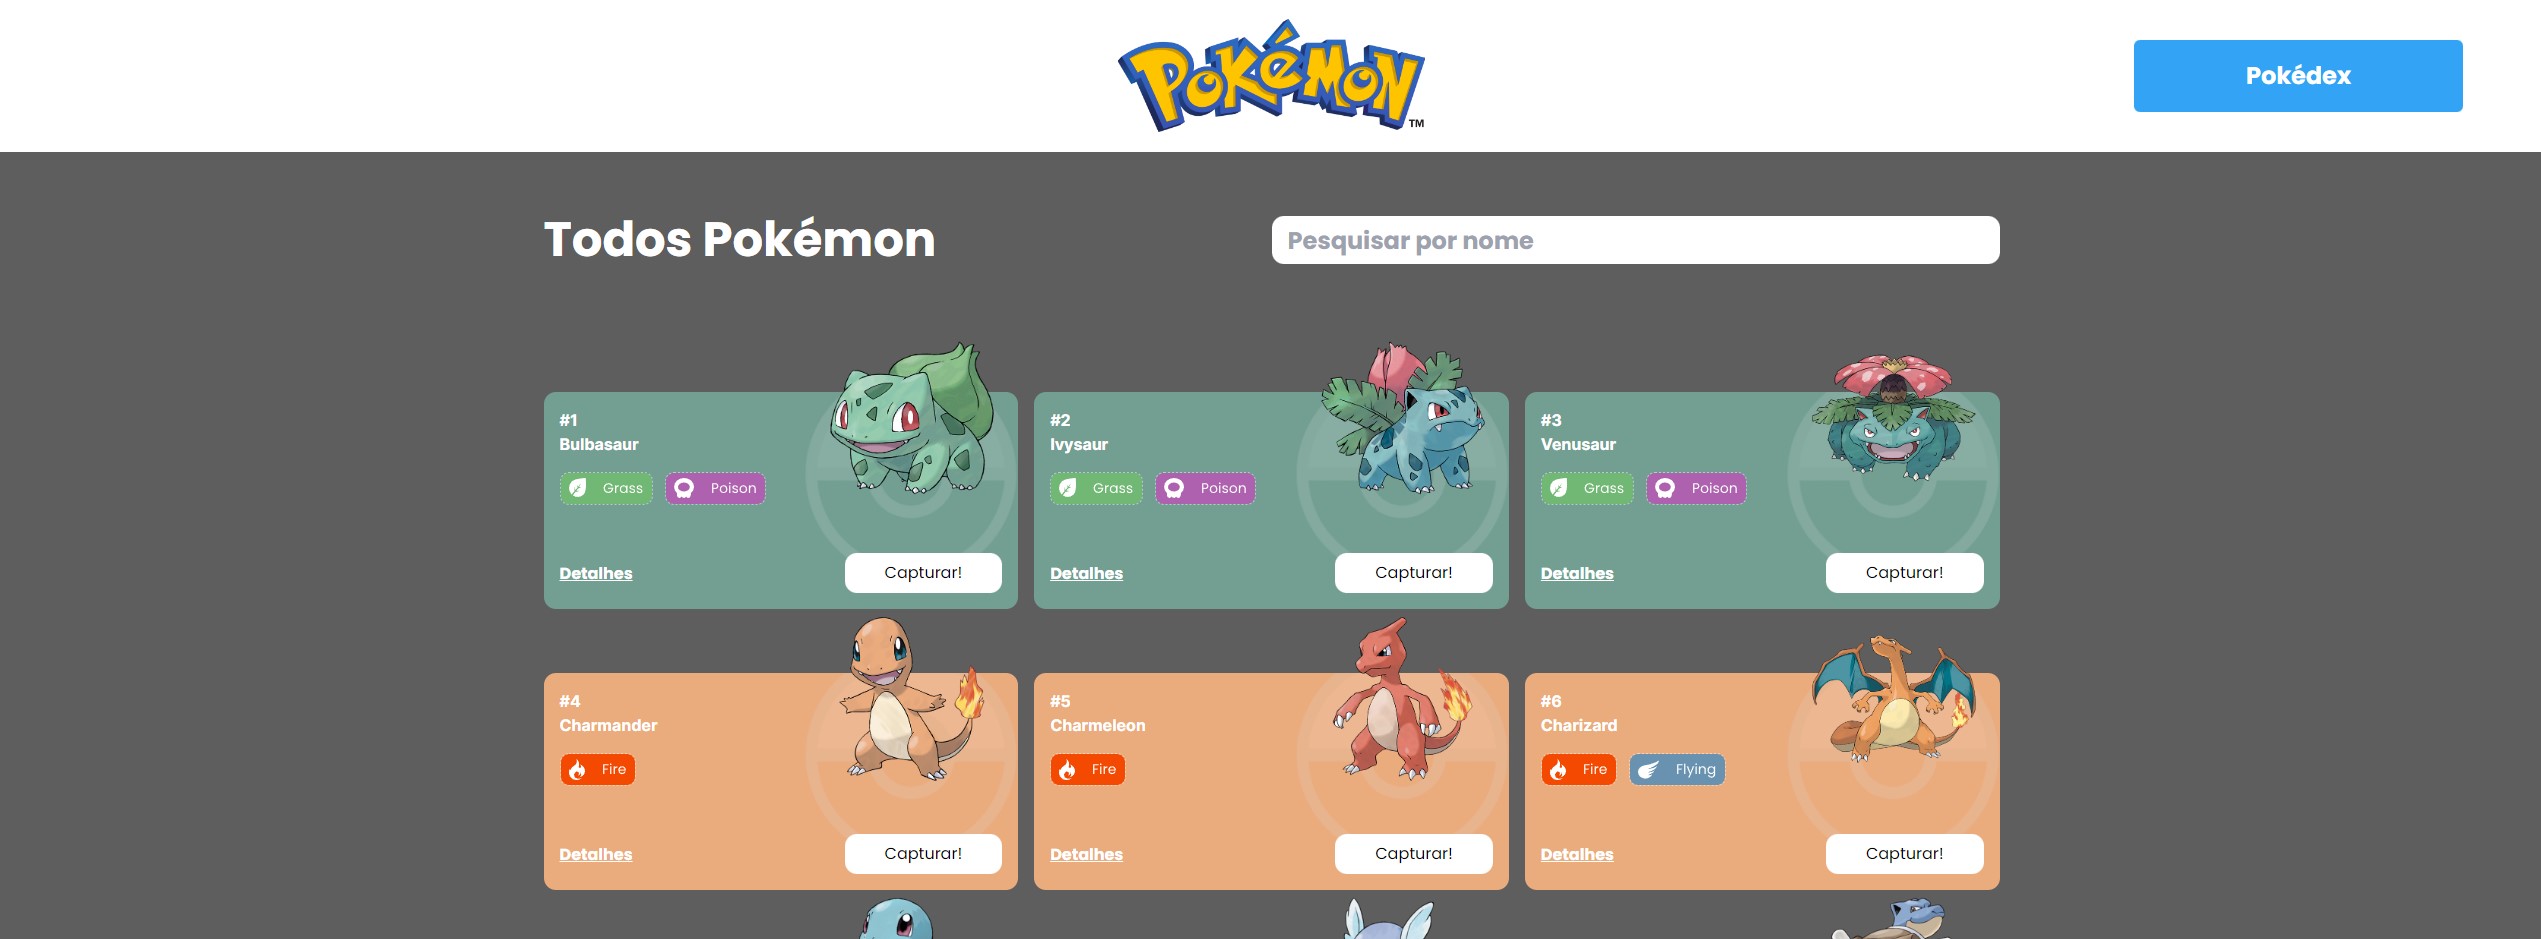 Pokémon
TM
Pokédex
Todos Pokémon
Pesquisar por nome
#1
Bulbasaur
Grass
Poison
Detalhes
Capturar!
#2
Ivysaur
Grass
Poison
Detalhes
Capturar!
#3
Venusaur
Grass
Poison
Detalhes
Capturar!
#4
Charmander
Fire
Detalhes
Capturar!
#5
Charmeleon
Fire
Detalhes
Capturar!
#6
Charizard
Fire
Flying
Detalhes
Capturar!